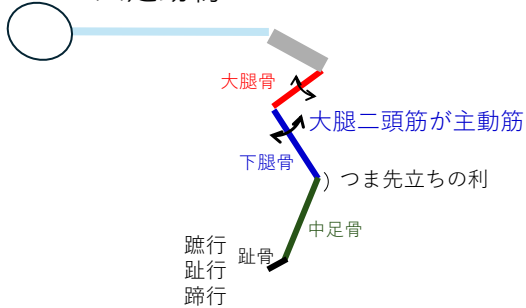 大腿骨
大腿二頭筋が主動筋
下腿骨
) つま先立ちの利
中足骨
蹠行
趾骨
趾行
蹄行